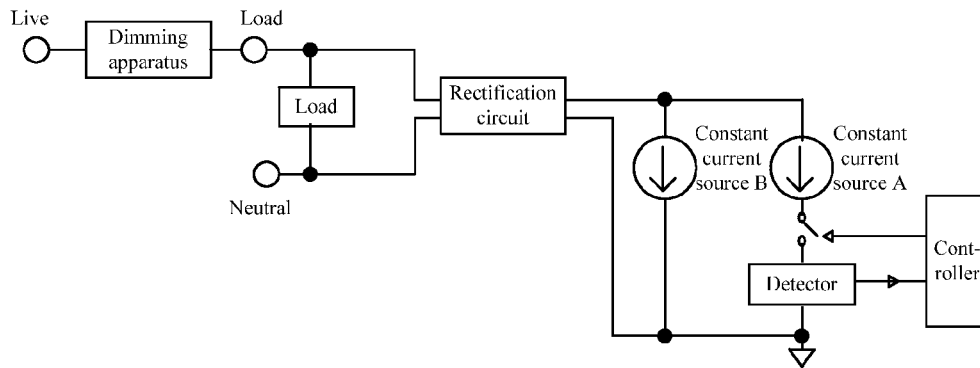 Live
Dimming
apparatus
Load
Load
Neutral
Rectification
circuit
Constant
current
source B
Constant
current
source A
Detector
Cont-
roller